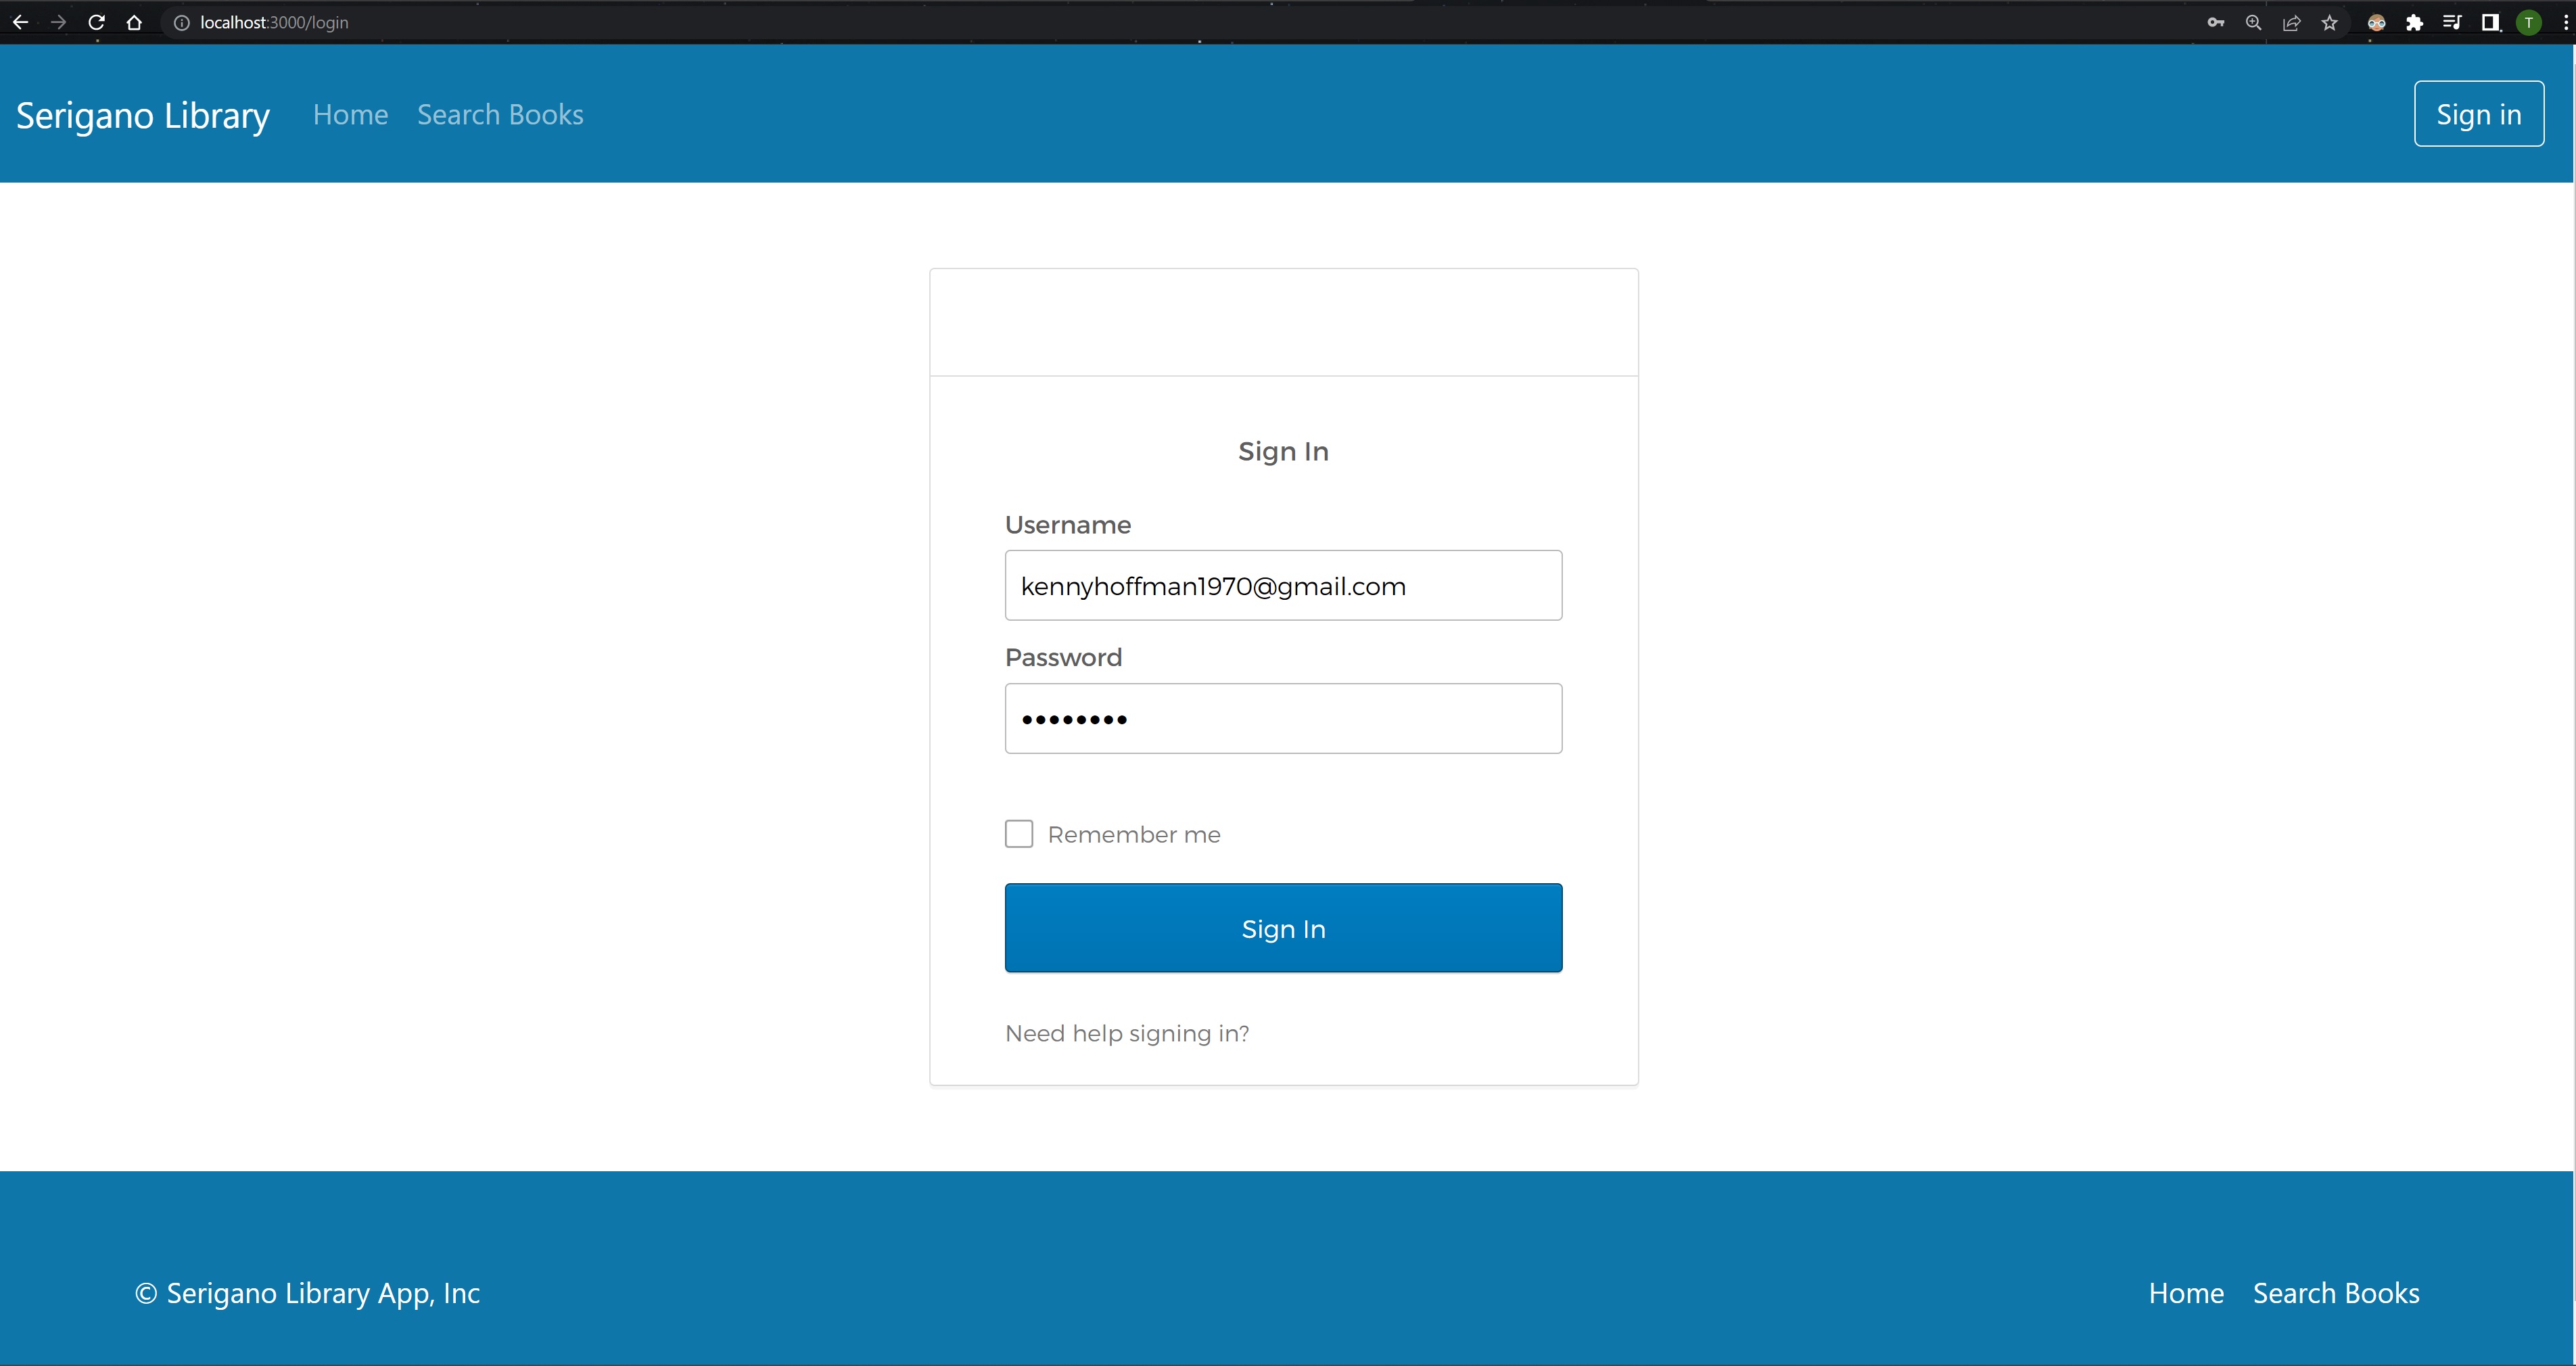 localhost:3000/login
T
Serigano Library Home Search Books Sign in
Sign In
Username
kennyhoffman1970@gmail.com
Password
••••••••
Remember me
Sign In
Need help signing in?
© Serigano Library App, Inc Home Search Books